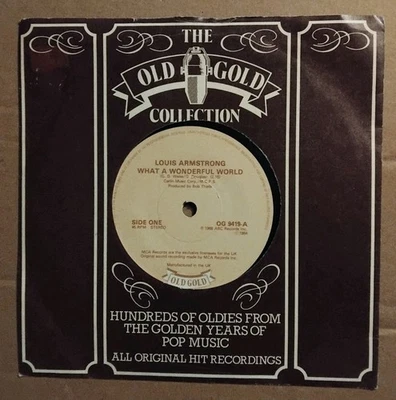 THE
OLD GOLD
COLLECTION
LOUIS ARMSTRONG
WHAT A WONDERFUL WORLD
Produced by Bob Thiele
SIDE ONE
45 RPM STEREO
OG 9415-A
Manufactured in the UK
OLD GOLD
HUNDREDS OF OLDIES FROM
THE GOLDEN YEARS OF
POP MUSIC
ALL ORIGINAL HIT RECORDINGS